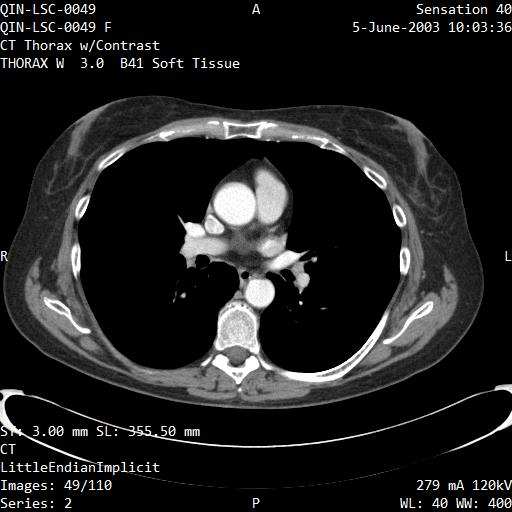 QIN-LSC-0049
A
Sensation 40
QIN-LSC-0049 F
5-June-2003 10:03:36
CT Thorax w/Contrast
THORAX W 3.0 B41 Soft Tissue
R
L
ST: 3.00 mm SL: 355.50 mm
CT
LittleEndianImplicit
Images: 49/110
279 mA 120kV
Series: 2
P
WL: 40 WW: 400